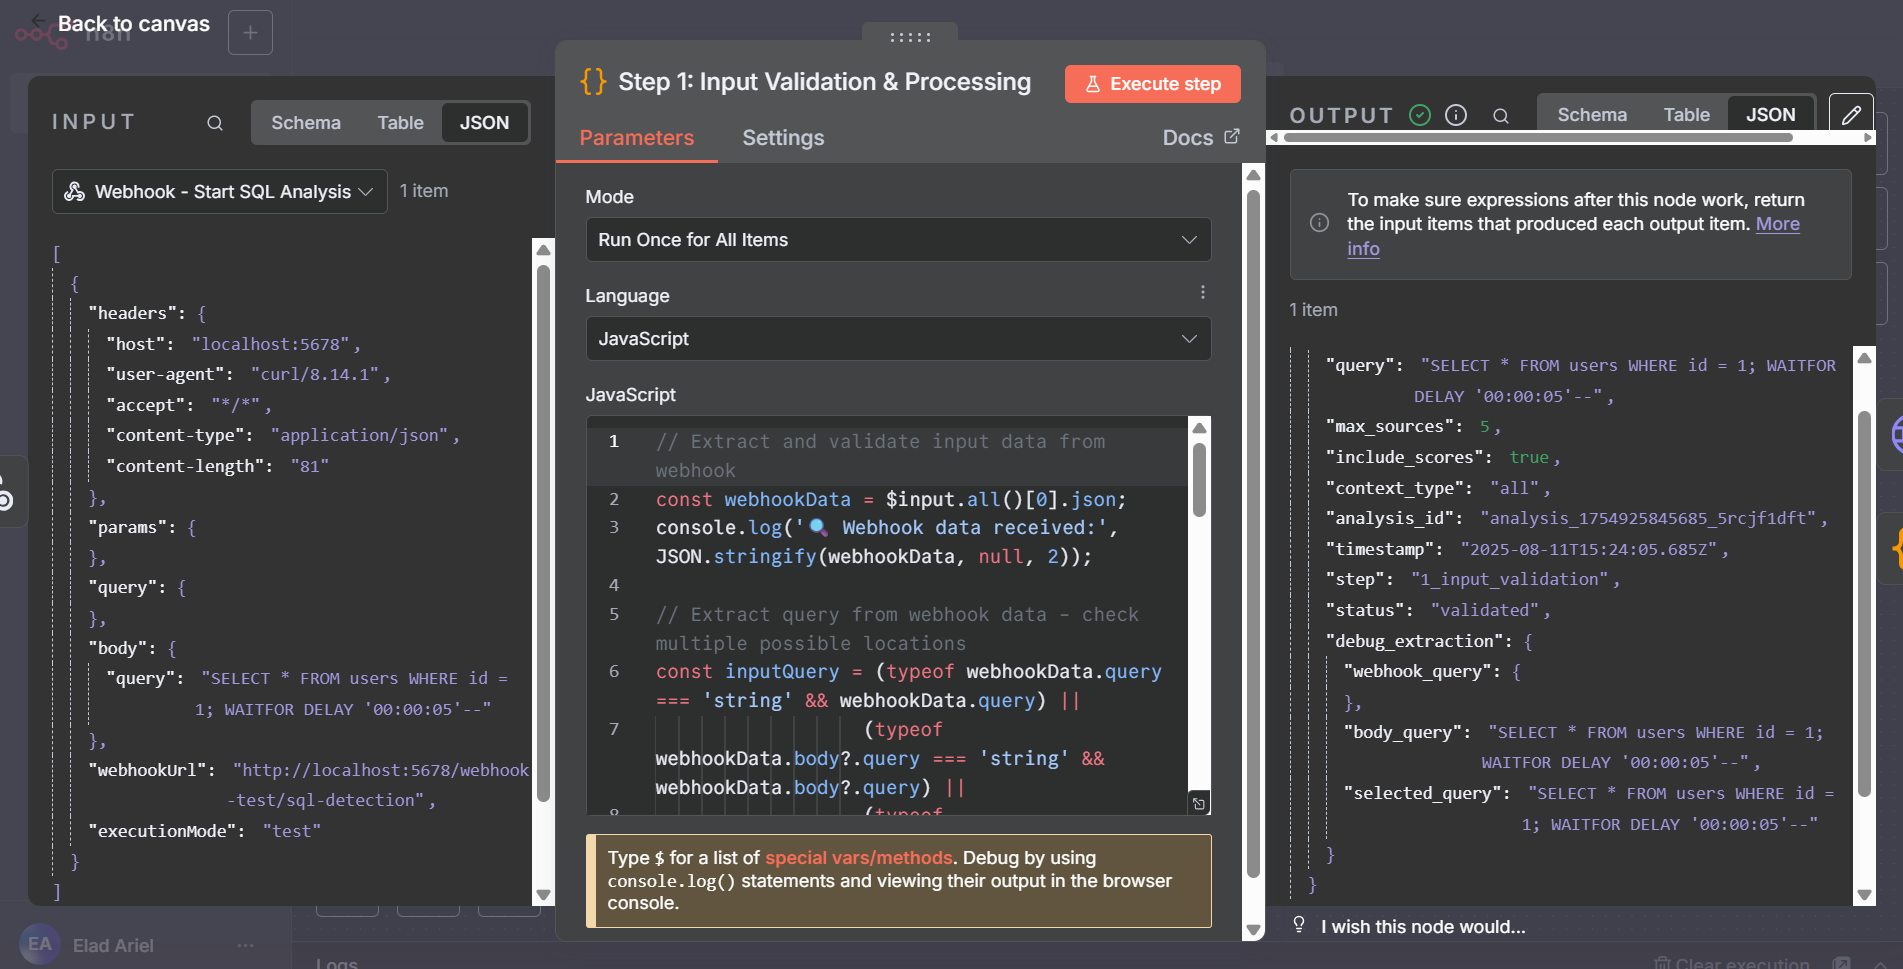 Back to canvas
n8n
+
INPUT
Schema
Table
JSON
Webhook - Start SQL Analysis
1 item
[
{
"headers": {
"host": "localhost:5678",
"user-agent": "curl/8.14.1",
"accept": "*/*",
"content-type": "application/json",
"content-length": "81"
},
"params": {
},
"query": {
},
"body": {
"query": "SELECT * FROM users WHERE id =
1; WAITFOR DELAY '00:00:05'--"
},
"webhookUrl": "http://localhost:5678/webhook
-test/sql-detection",
"executionMode": "test"
}
]
EA
Elad Ariel
...
{} Step 1: Input Validation & Processing
Execute step
Parameters
Settings
Docs
Mode
Run Once for All Items
Language
JavaScript
JavaScript
1 // Extract and validate input data from
webhook
2 const webhookData = $input.all()[0].json;
3 console.log('🔍 Webhook data received:',
JSON.stringify(webhookData, null, 2));
4
5 // Extract query from webhook data - check
multiple possible locations
6 const inputQuery = (typeof webhookData.query
=== 'string' && webhookData.query) ||
7 (typeof
webhookData.body?.query === 'string' &&
webhookData.body?.query) ||
8 (typeof
Type $ for a list of special vars/methods. Debug by using
console.log() statements and viewing their output in the browser
console.
OUTPUT
Schema
Table
JSON
To make sure expressions after this node work, return
the input items that produced each output item. More
info
1 item
"query": "SELECT * FROM users WHERE id = 1; WAITFOR
DELAY '00:00:05'--",
"max_sources": 5,
"include_scores": true,
"context_type": "all",
"analysis_id": "analysis_1754925845685_5rcjf1dft",
"timestamp": "2025-08-11T15:24:05.685Z",
"step": "1_input_validation",
"status": "validated",
"debug_extraction": {
"webhook_query": {
},
"body_query": "SELECT * FROM users WHERE id = 1;
WAITFOR DELAY '00:00:05'--",
"selected_query": "SELECT * FROM users WHERE id =
1; WAITFOR DELAY '00:00:05'--"
}
}
I wish this node would...
Logs
Clear execution